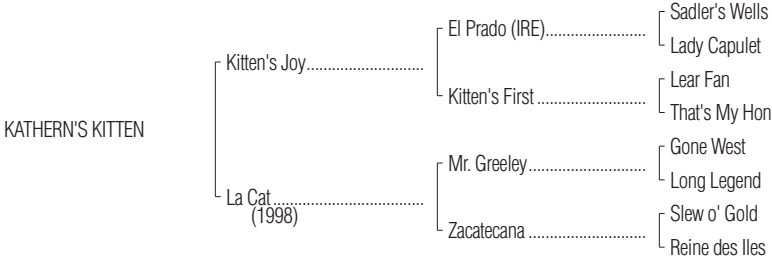 Sadler's Wells
El Prado (IRE)........................
Lady Capulet
Kitten's Joy............................
Lear Fan
Kitten's First..........................
That's My Hon
KATHERN'S KITTEN
Gone West
Mr. Greeley............................
Long Legend
La Cat....................................
(1998)
Slew o' Gold
Zacatecana............................
Reine des Iles